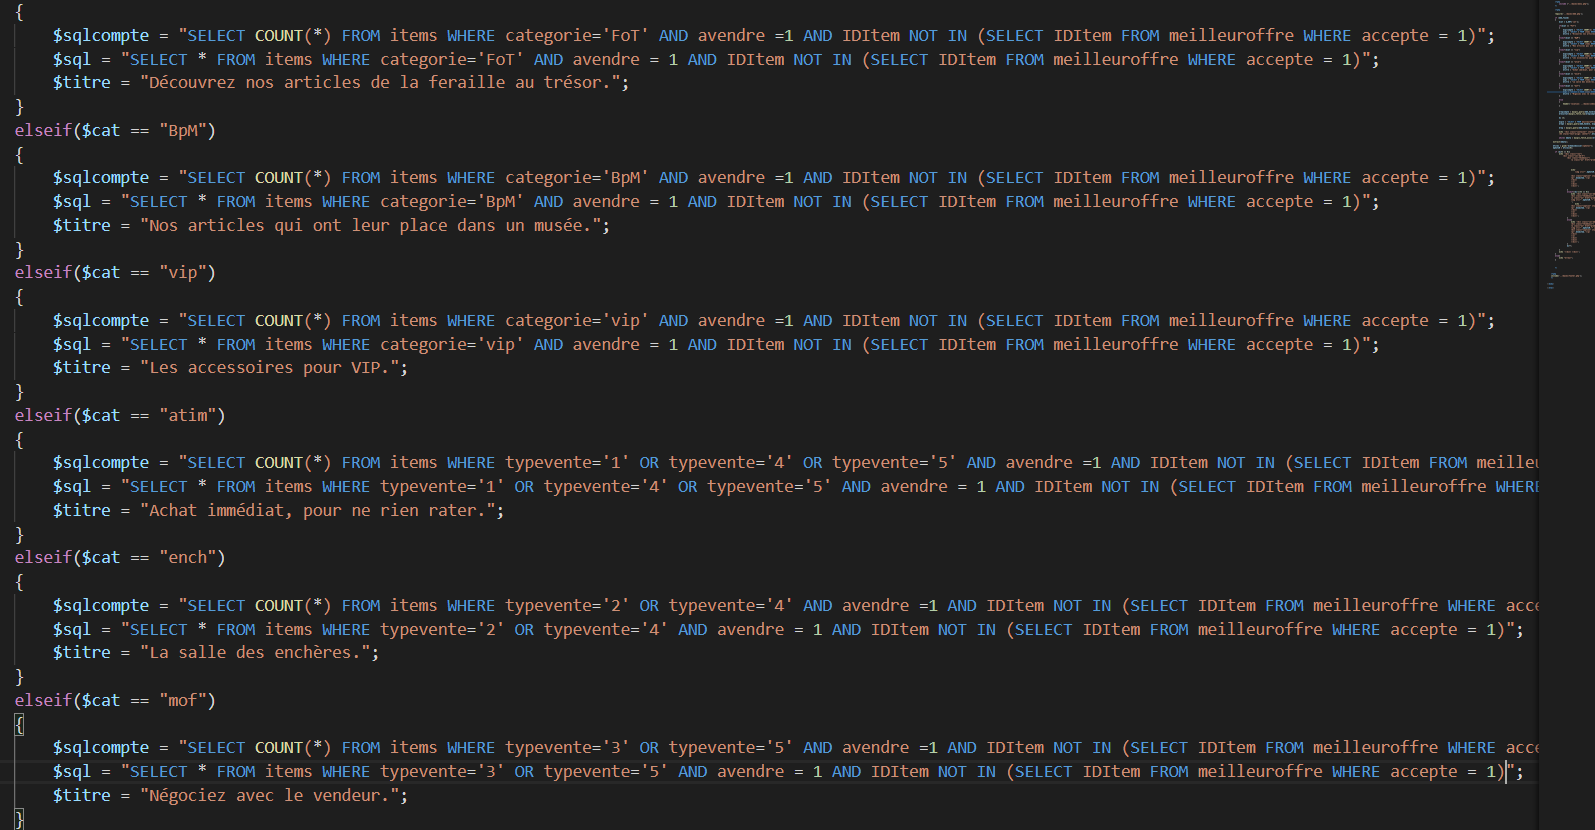 {
$sqlcompte = "SELECT COUNT(*) FROM items WHERE categorie='FoT' AND avendre =1 AND IDItem NOT IN (SELECT IDItem FROM meilleuroffre WHERE accepte = 1)";
$sql = "SELECT * FROM items WHERE categorie='FoT' AND avendre = 1 AND IDItem NOT IN (SELECT IDItem FROM meilleuroffre WHERE accepte = 1)";
$titre = "Découvrez nos articles de la feraille au trésor.";
}
elseif($cat == "BpM")
{
$sqlcompte = "SELECT COUNT(*) FROM items WHERE categorie='BpM' AND avendre =1 AND IDItem NOT IN (SELECT IDItem FROM meilleuroffre WHERE accepte = 1)";
$sql = "SELECT * FROM items WHERE categorie='BpM' AND avendre = 1 AND IDItem NOT IN (SELECT IDItem FROM meilleuroffre WHERE accepte = 1)";
$titre = "Nos articles qui ont leur place dans un musée.";
}
elseif($cat == "vip")
{
$sqlcompte = "SELECT COUNT(*) FROM items WHERE categorie='vip' AND avendre =1 AND IDItem NOT IN (SELECT IDItem FROM meilleuroffre WHERE accepte = 1)";
$sql = "SELECT * FROM items WHERE categorie='vip' AND avendre = 1 AND IDItem NOT IN (SELECT IDItem FROM meilleuroffre WHERE accepte = 1)";
$titre = "Les accessoires pour VIP.";
}
elseif($cat == "atim")
{
$sqlcompte = "SELECT COUNT(*) FROM items WHERE typevente='1' OR typevente='4' OR typevente='5' AND avendre =1 AND IDItem NOT IN (SELECT IDItem FROM meilleu
$sql = "SELECT * FROM items WHERE typevente='1' OR typevente='4' OR typevente='5' AND avendre = 1 AND IDItem NOT IN (SELECT IDItem FROM meilleuroffre WHERE
$titre = "Achat immédiat, pour ne rien rater.";
}
elseif($cat == "ench")
{
$sqlcompte = "SELECT COUNT(*) FROM items WHERE typevente='2' OR typevente='4' AND avendre =1 AND IDItem NOT IN (SELECT IDItem FROM meilleuroffre WHERE acce
$sql = "SELECT * FROM items WHERE typevente='2' OR typevente='4' AND avendre = 1 AND IDItem NOT IN (SELECT IDItem FROM meilleuroffre WHERE accepte = 1)";
$titre = "La salle des enchères.";
}
elseif($cat == "mof")
{
$sqlcompte = "SELECT COUNT(*) FROM items WHERE typevente='3' OR typevente='5' AND avendre =1 AND IDItem NOT IN (SELECT IDItem FROM meilleuroffre WHERE acce
$sql = "SELECT * FROM items WHERE typevente='3' OR typevente='5' AND avendre = 1 AND IDItem NOT IN (SELECT IDItem FROM meilleuroffre WHERE accepte = 1)";
$titre = "Négociez avec le vendeur.";
}